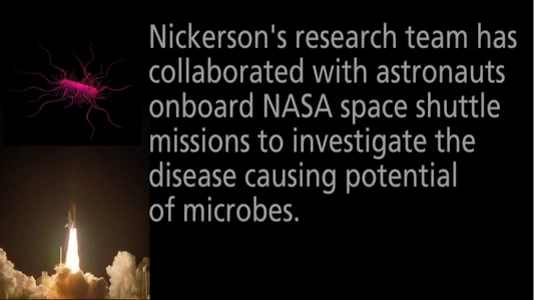 Nickerson's research team has
collaborated with astronauts
onboard NASA space shuttle
missions to investigate the
disease causing potential
of microbes.